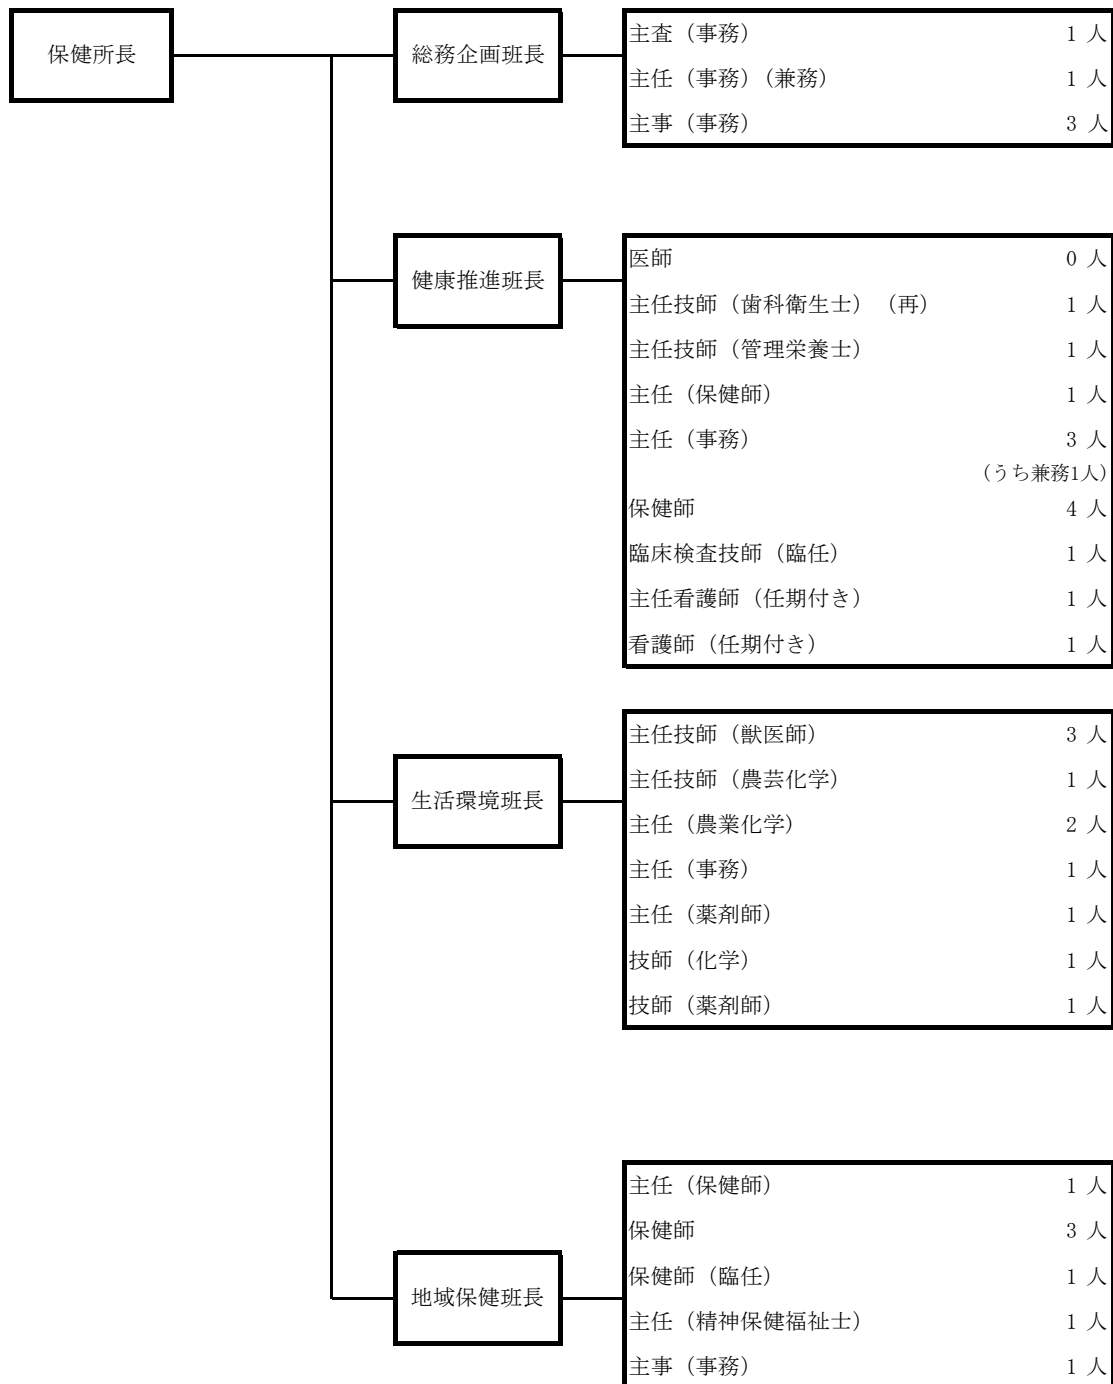 保健所長
総務企画班長
主査（事務） 1 人
主任（事務）（兼務） 1 人
主事（事務） 3 人
健康推進班長
医師 0 人
主任技師（歯科衛生士）（再） 1 人
主任技師（管理栄養士） 1 人
主任（保健師） 1 人
主任（事務） 3 人
（うち兼務1人）
保健師 4 人
臨床検査技師（臨任） 1 人
主任看護師（任期付き） 1 人
看護師（任期付き） 1 人
生活環境班長
主任技師（獣医師） 3 人
主任技師（農芸化学） 1 人
主任（農業化学） 2 人
主任（事務） 1 人
主任（薬剤師） 1 人
技師（化学） 1 人
技師（薬剤師） 1 人
地域保健班長
主任（保健師） 1 人
保健師 3 人
保健師（臨任） 1 人
主任（精神保健福祉士） 1 人
主事（事務） 1 人